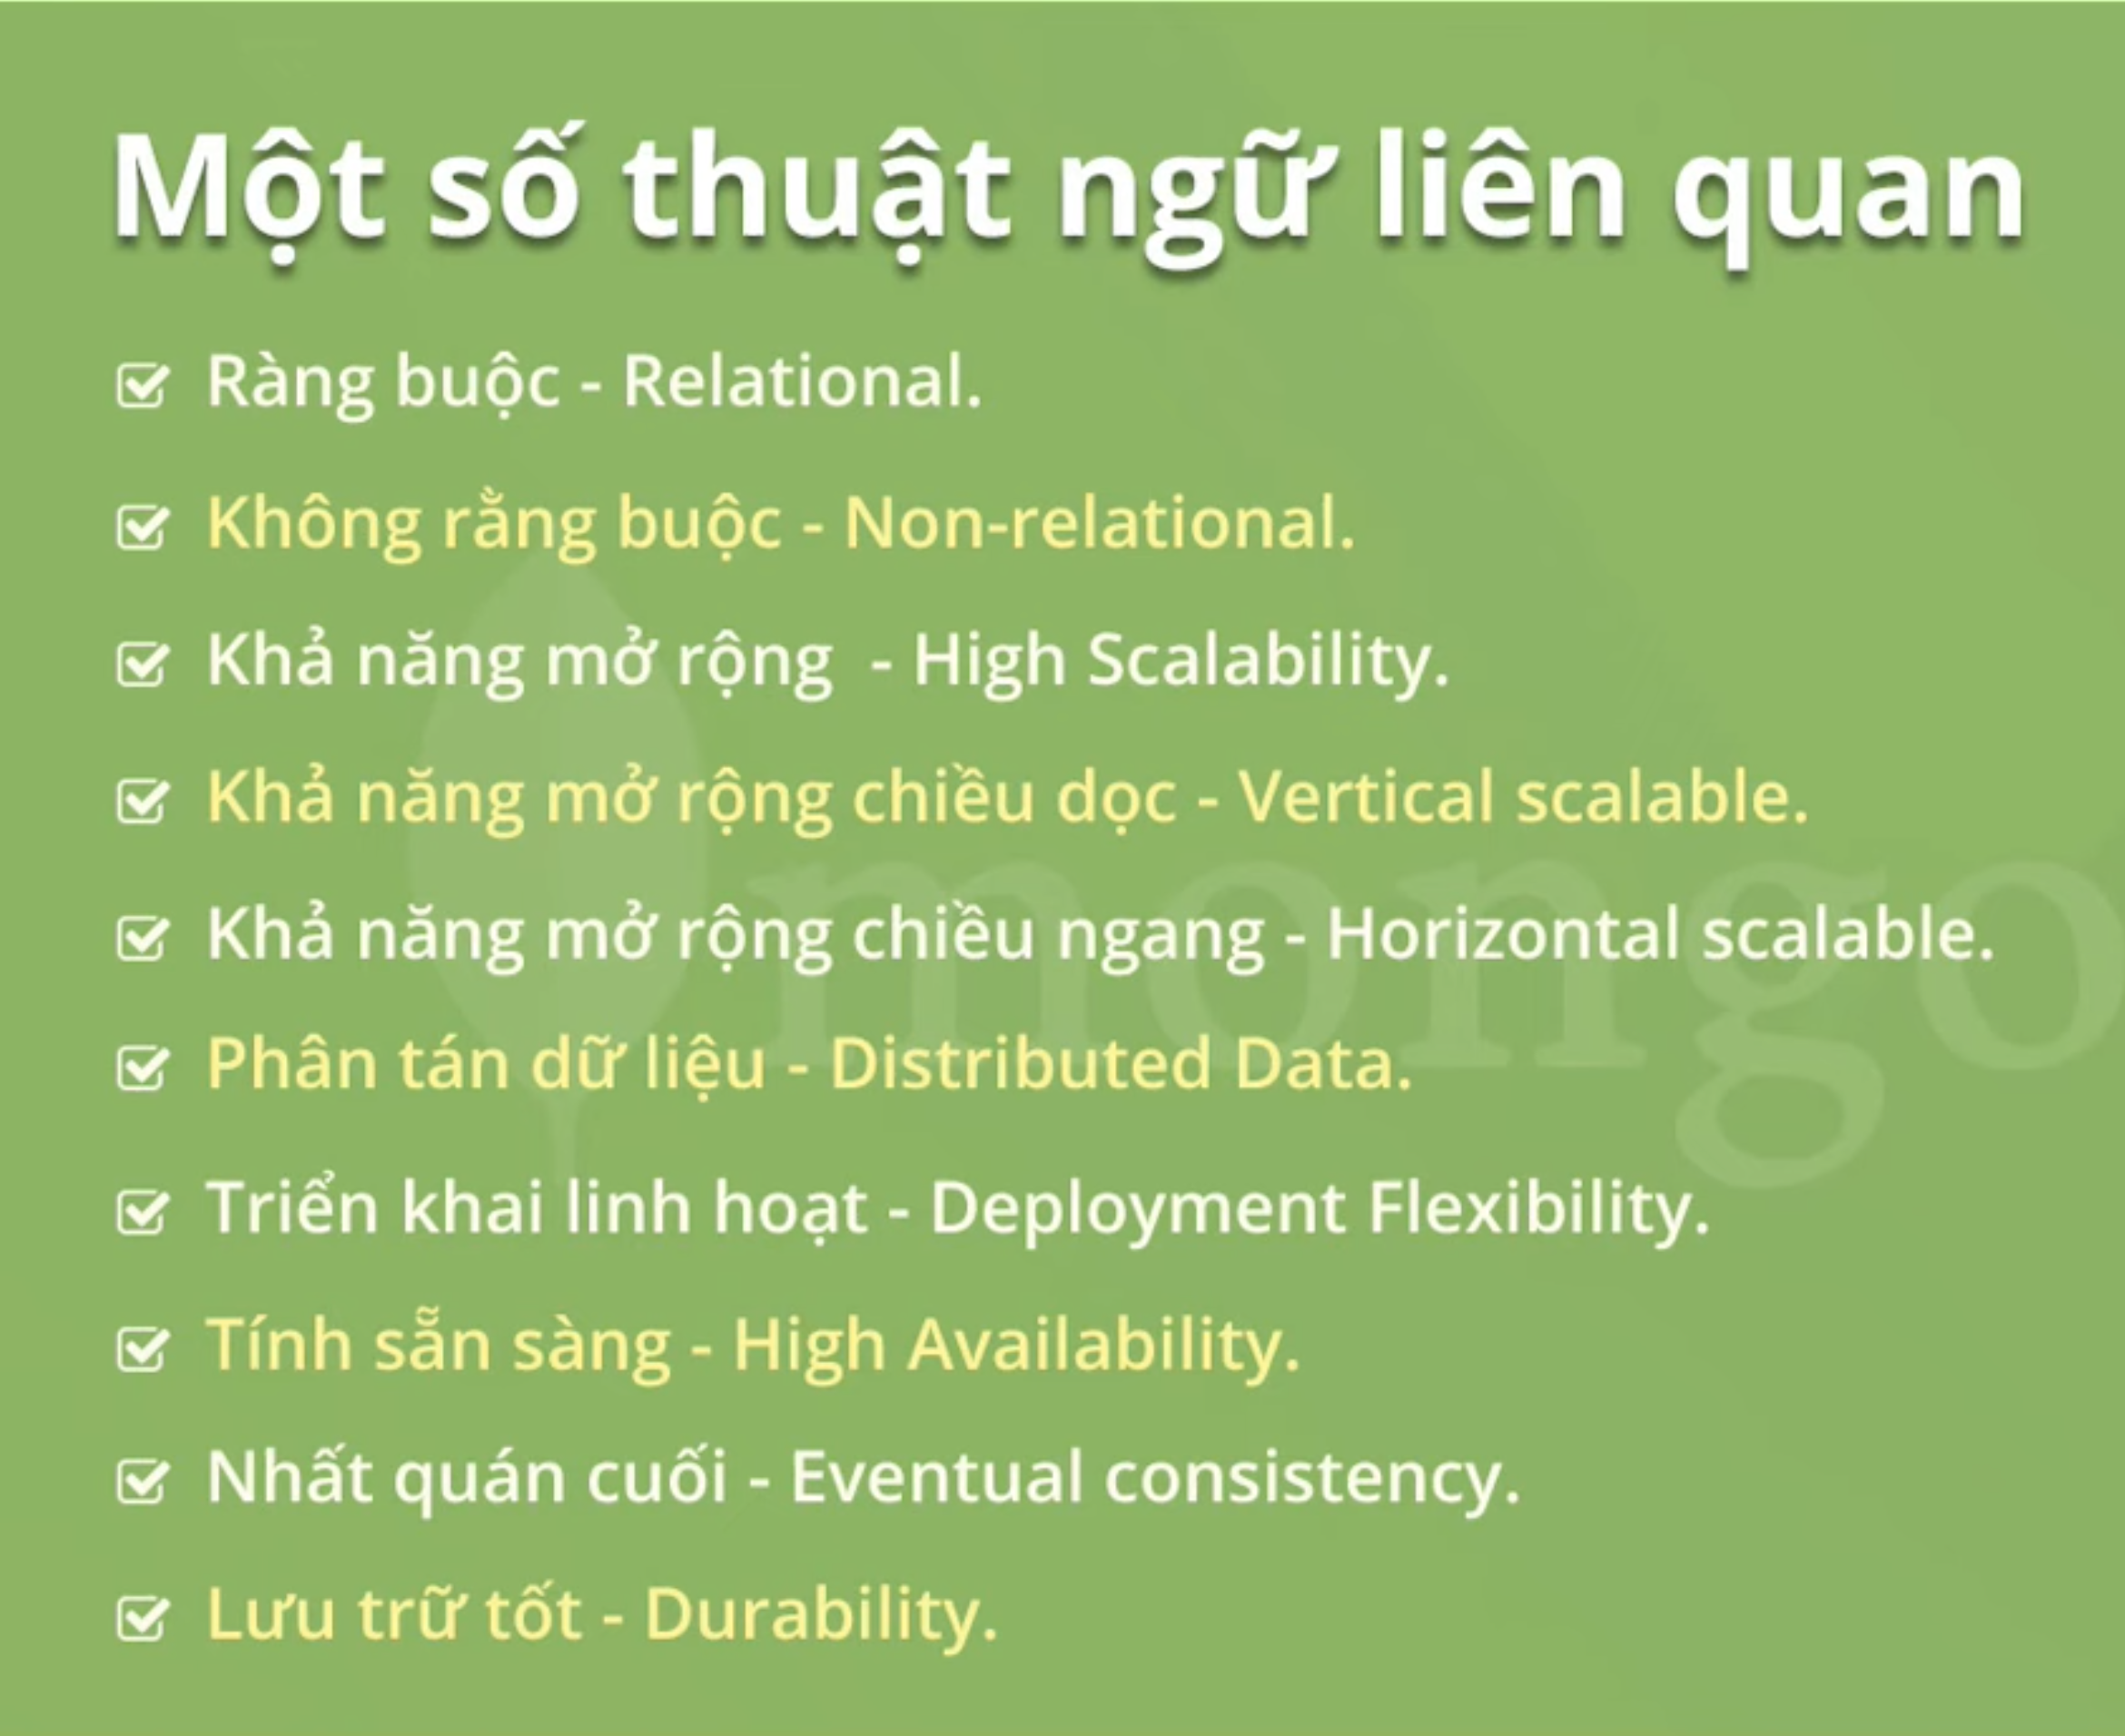 Một số thuật ngữ liên quan
Ràng buộc - Relational.
Không rằng buộc - Non-relational.
Khả năng mở rộng - High Scalability.
Khả năng mở rộng chiều dọc - Vertical scalable.
Khả năng mở rộng chiều ngang - Horizontal scalable.
mongo
Phân tán dữ liệu - Distributed Data.
Triển khai linh hoạt - Deployment Flexibility.
Tính sẵn sàng - High Availability.
Nhất quán cuối - Eventual consistency.
Lưu trữ tốt - Durability.